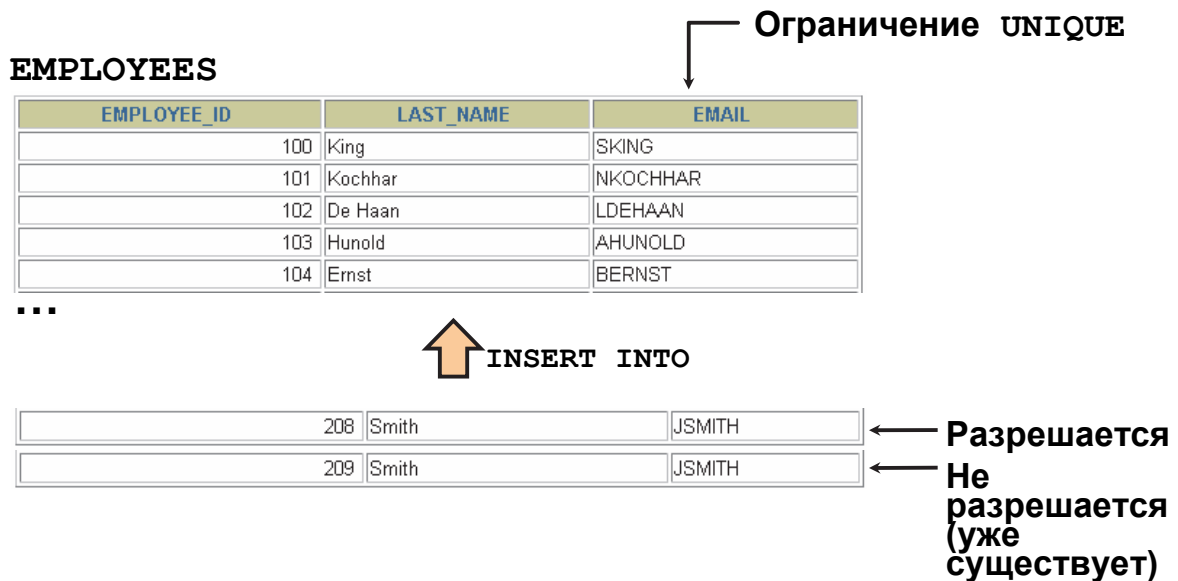 Ограничение UNIQUE
EMPLOYEES
EMPLOYEE_ID LAST_NAME EMAIL
100 King SKING
101 Kochhar NKOCHHAR
102 De Haan LDEHAAN
103 Hunold AHUNOLD
104 Ernst BERNST
...
INSERT INTO
208 Smith JSMITH Разрешается
209 Smith JSMITH Не
разрешается
(уже
существует)